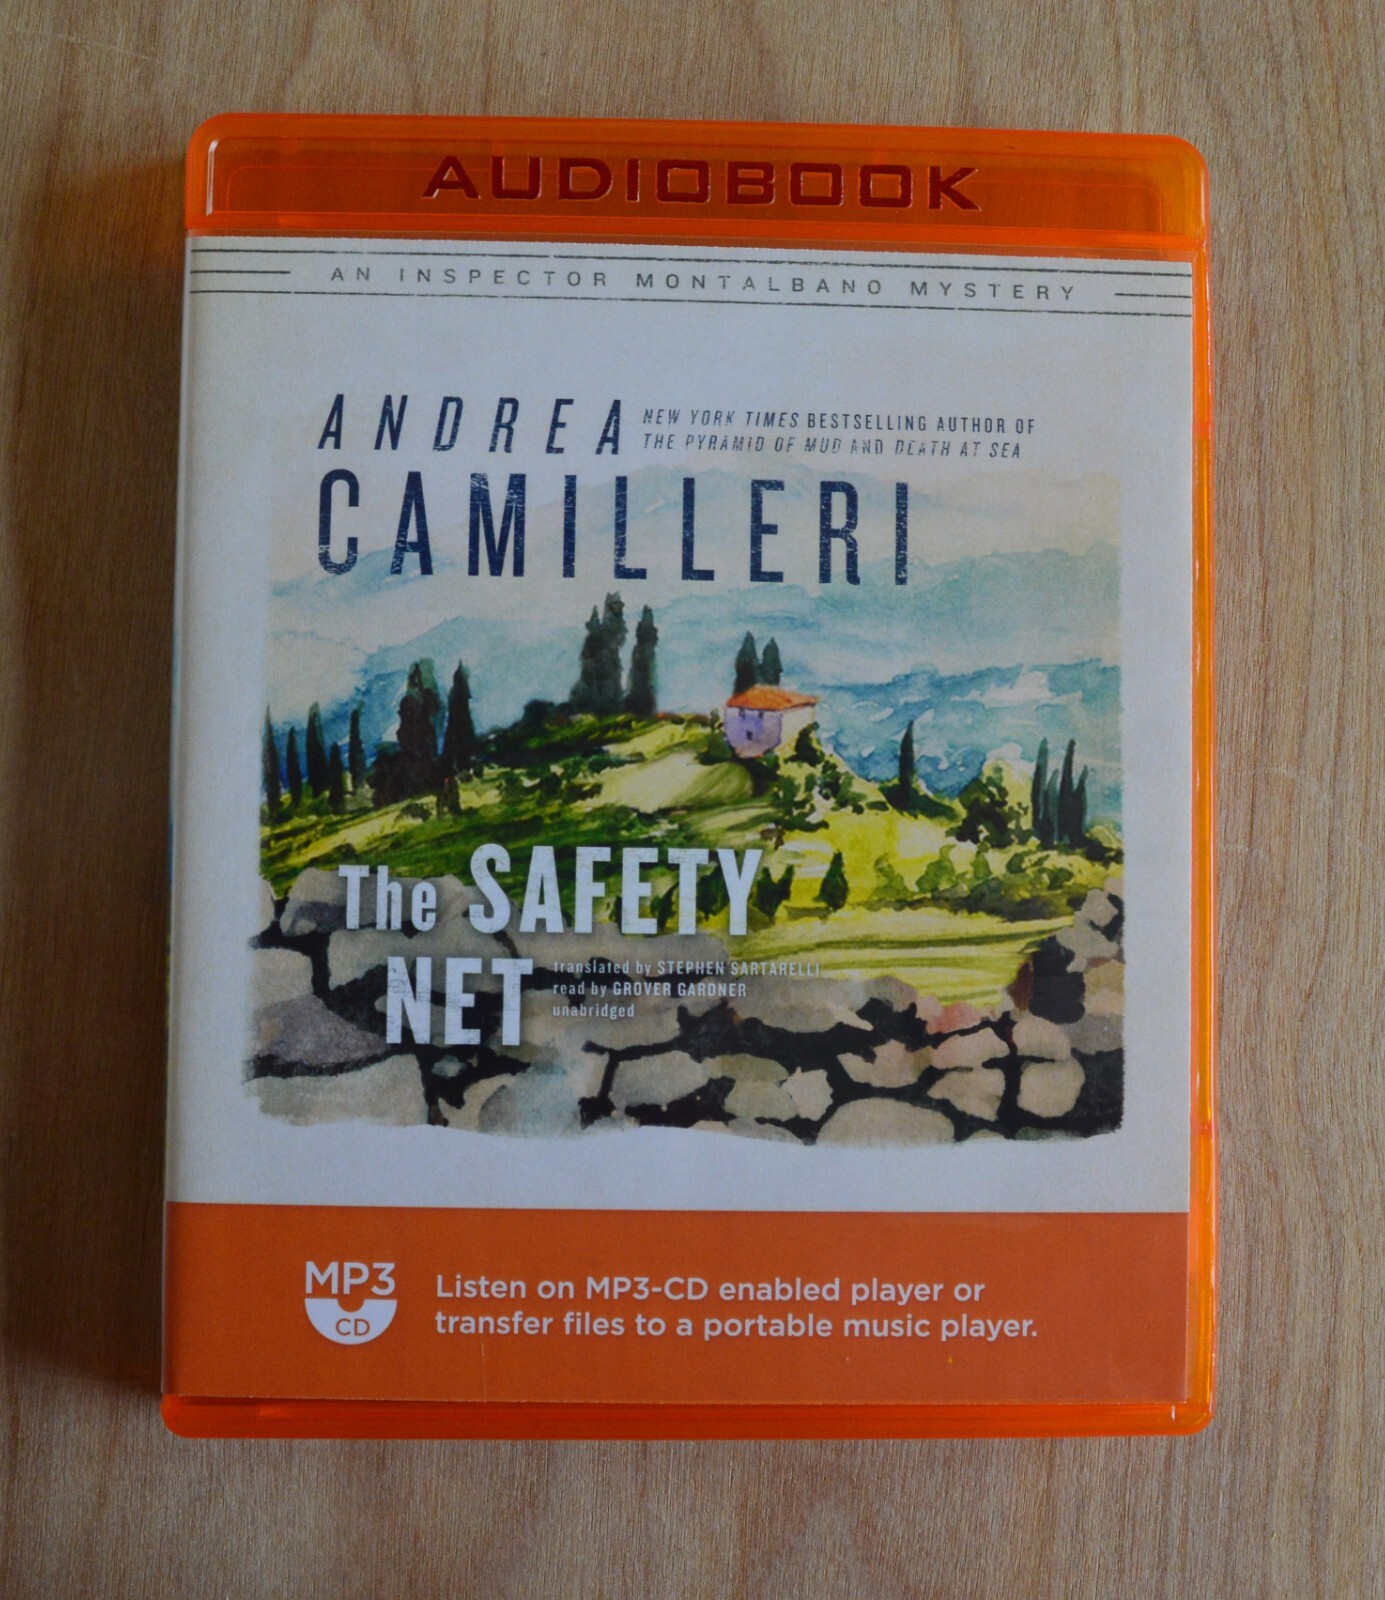 AUDIOBOOK
AN INSPECTOR MONTALBANO MYSTERY
ANDREA
NEW YORK TIMES BESTSELLING AUTHOR OF
THE PYRAMID OF MUD AND DEATH AT SEA
CAMILLERI
The SAFETY
NET
translated by STEPHEN SARTARELLI
read by GROVER GARDNER
unabridged
MP3
CD
Listen on MP3-CD enabled player or
transfer files to a portable music player.